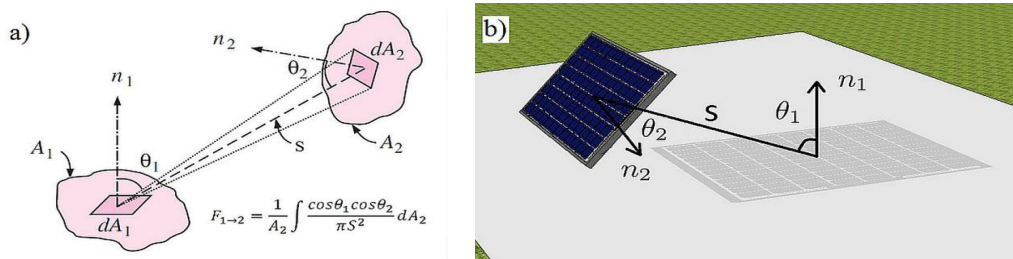 a)
n₂
dA₂
θ₂
n₁
S
A₂
A₁
θ₁
dA₁
F₁→₂ = 1/A₂ ∫ cosθ₁cosθ₂/πS² dA₂
b)
n₁
S
θ₁
θ₂
n₂